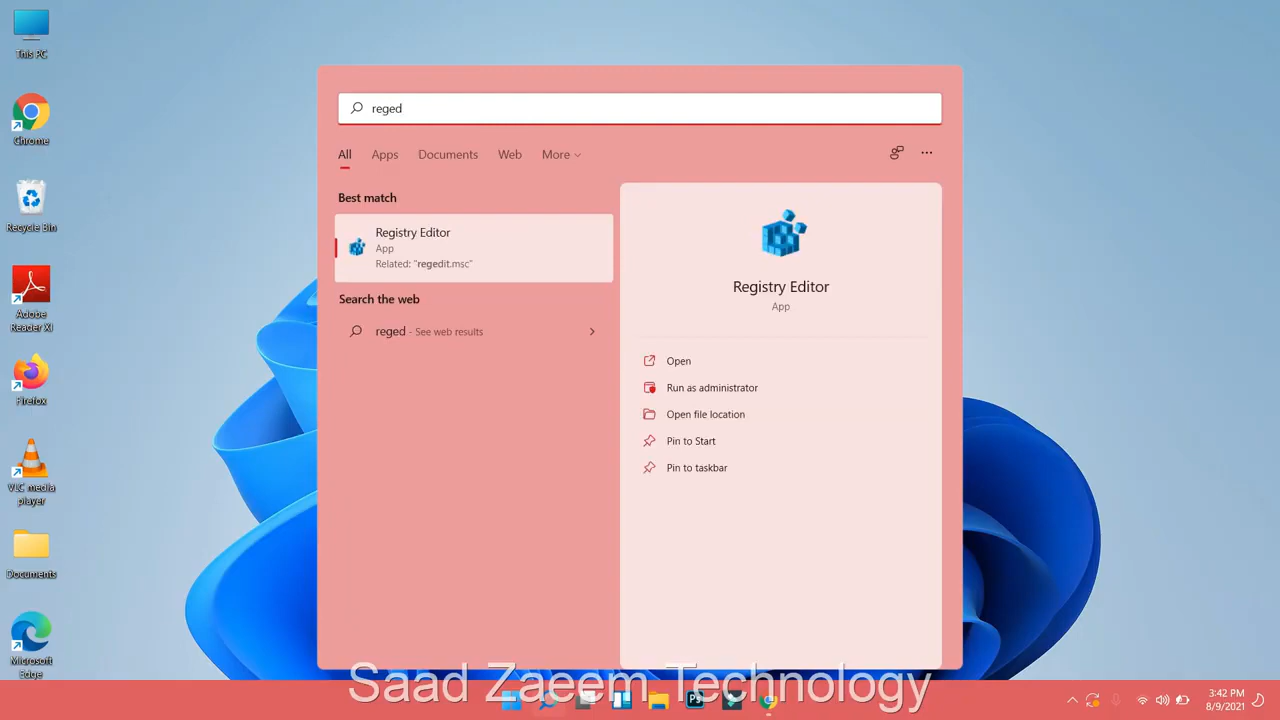 This PC
Chrome
Recycle Bin
Adobe
Reader XI
Firefox
VLC media
player
Documents
Microsoft
Edge
reged
All Apps Documents Web More
Best match
Registry Editor
App
Related: "regedit.msc"
Search the web
reged - See web results
Registry Editor
App
Open
Run as administrator
Open file location
Pin to Start
Pin to taskbar
Saad Zaeem Technology
Ps
3:42 PM
8/9/2021